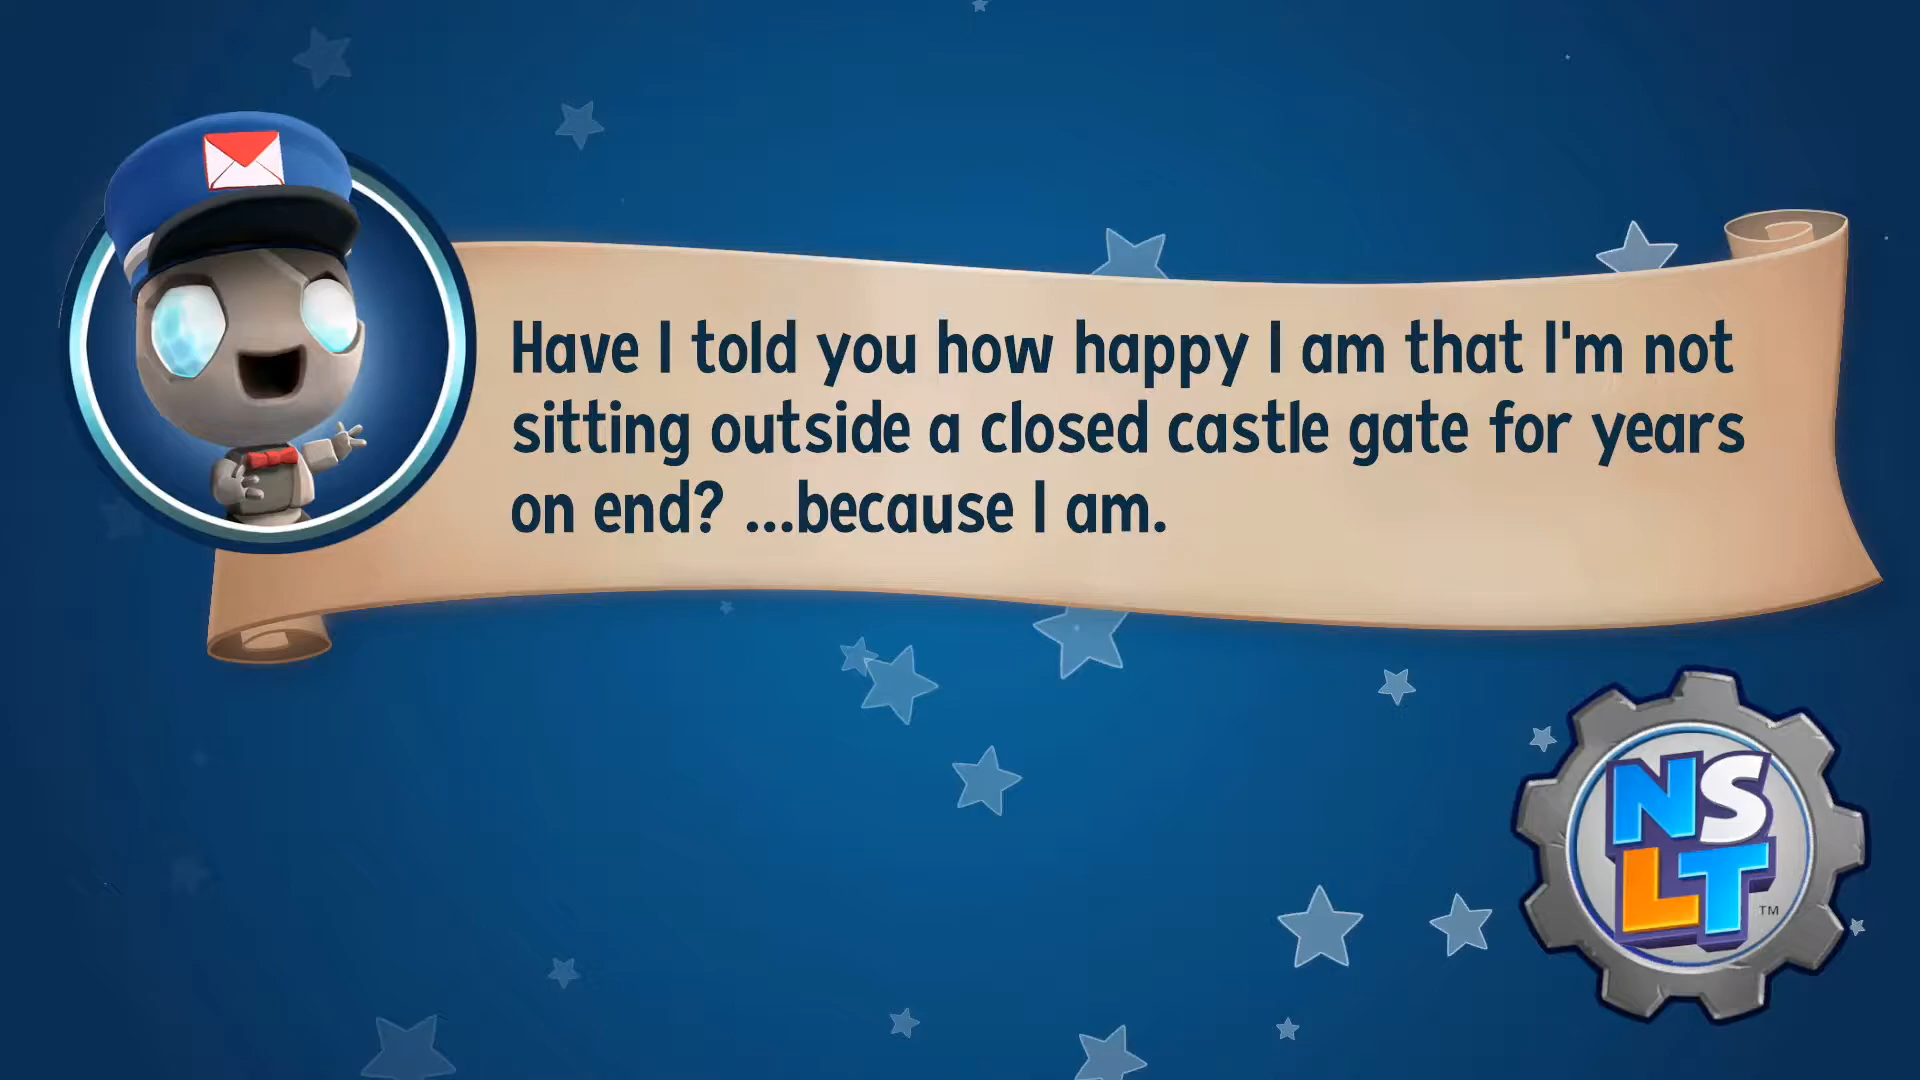 Have I told you how happy I am that I'm not
sitting outside a closed castle gate for years
on end? ...because I am.
NS
LT
TM